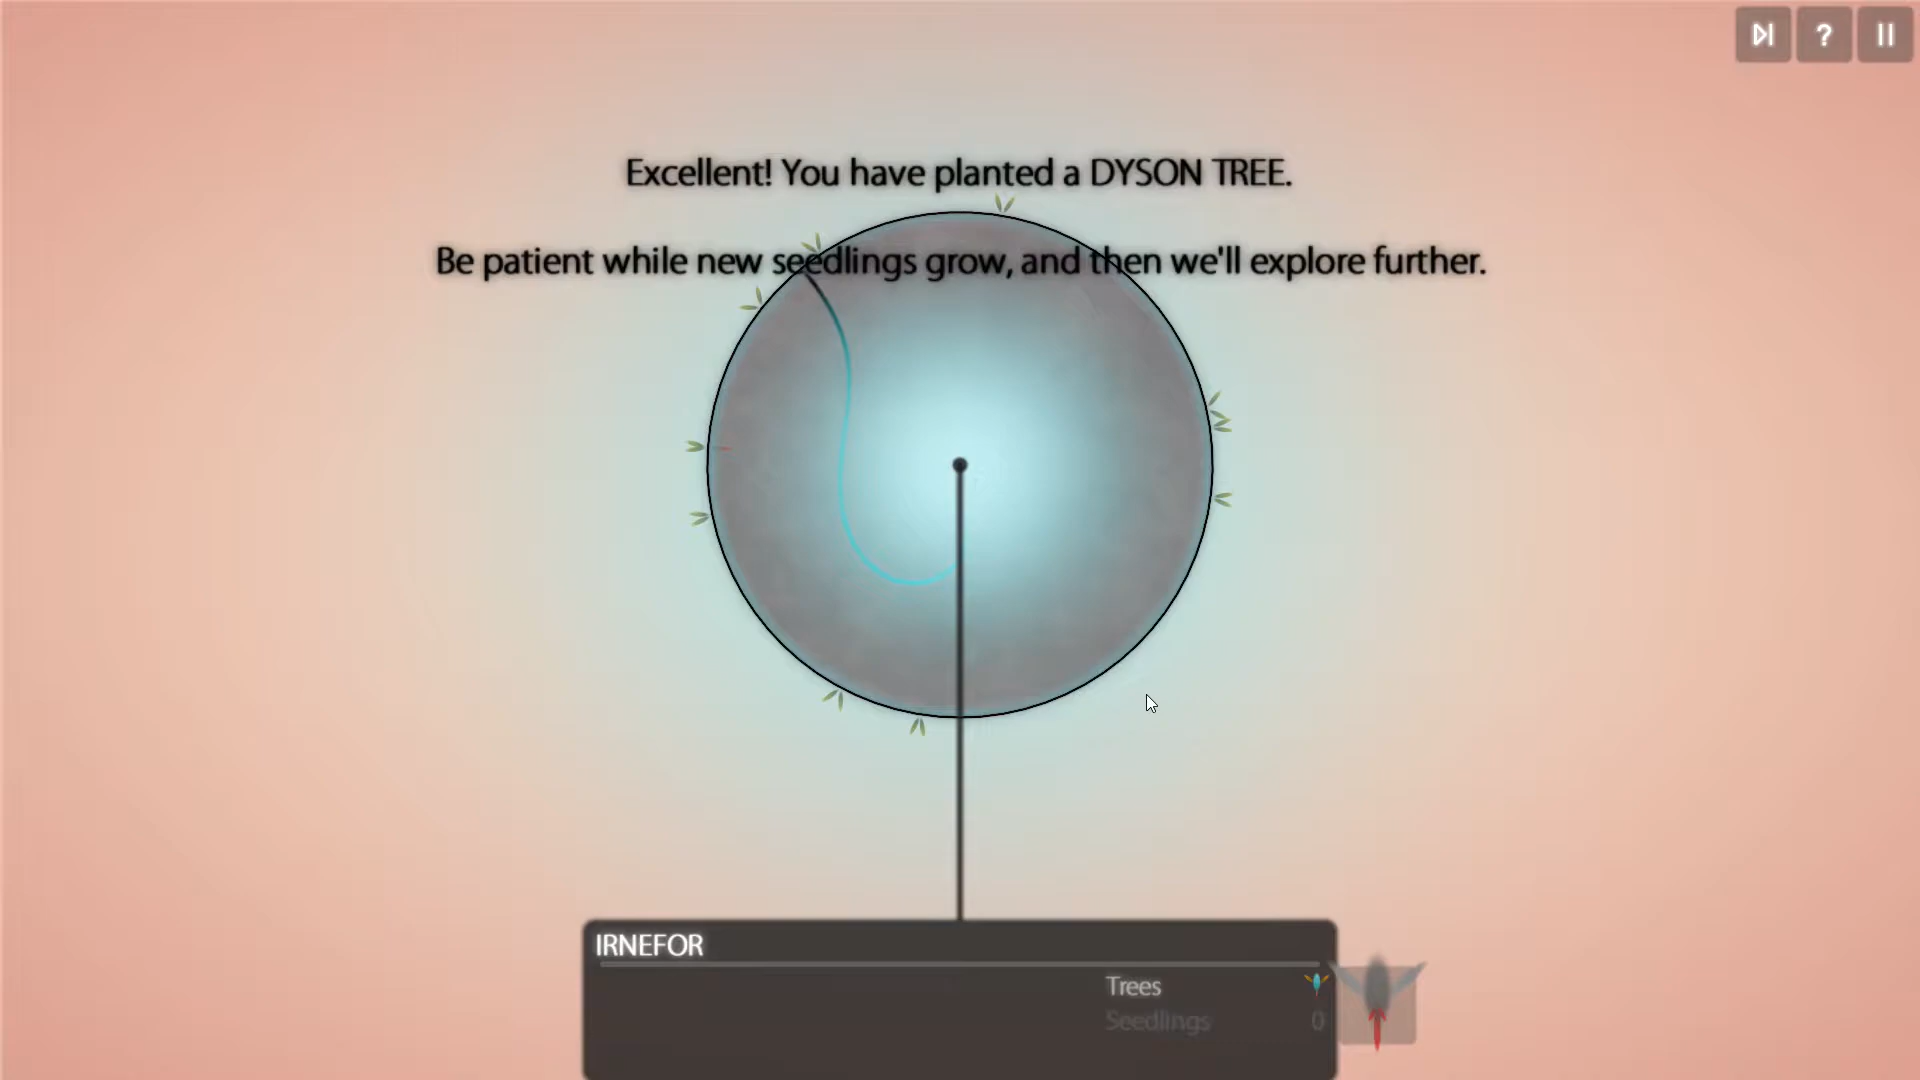 Excellent! You have planted a DYSON TREE.
Be patient while new seedlings grow, and then we'll explore further.
?
IRNEFOR
Trees
Seedlings 0